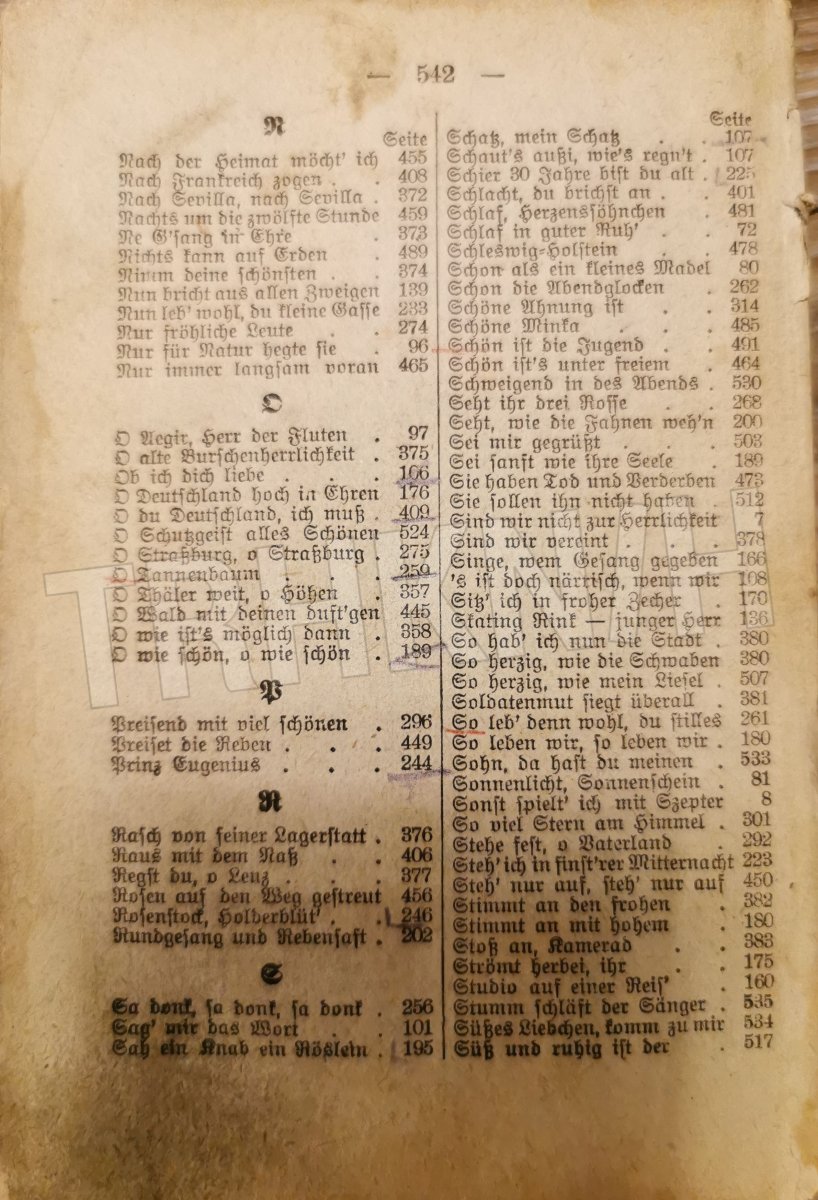 — 542 —
N
Seite
Nach der Heimat möcht' ich 455
Nach Frankreich zogen . . 408
Nach Sevilla, nach Sevilla . 372
Nachts um die zwölfte Stunde 459
Ne G'sang in Ehre . 373
Nichts kann auf Erden . 489
Nimm deine schönsten . . 374
Nun bricht aus allen Zweigen 139
Nun leb' wohl, du kleine Gasse 233
Nur fröhliche Leute . . 274
Nur für Natur hegte sie . 96
Nur immer langsam voran 465
O
O Aegir, Herr der Fluten . 97
O alte Burschenherrlichkeit . 375
Ob ich dich liebe . . . 106
O Deutschland hoch in Ehren 176
O du Deutschland, ich muß . 409
O Schutzgeist alles Schönen 524
O Straßburg, o Straßburg . 275
O Tannenbaum . . . 259
O Thäler weit, o Höhen . 357
O Wald mit deinen duft'gen 445
O wie ist's möglich dann . 358
O wie schön, o wie schön . 189
P
Preisend mit viel schönen . 296
Preiset die Reben . . . 449
Prinz Eugenius . . . 244
R
Rasch von seiner Lagerstatt . 376
Raus mit dem Naß . . 406
Regst du, o Lenz . . . 377
Rosen auf den Weg gestreut 456
Rosenstock, Holderblüt' . . 246
Rundgesang und Rebensaft . 202
S
Sa donk, sa donk, sa donk . 256
Sag' mir das Wort . . 101
Sah ein Knab ein Röslein . 195
Seite
Schatz, mein Schatz . . 107
Schaut's außi, wie's regn't . 107
Schier 30 Jahre bist du alt . 225
Schlacht, du brichst an . . 401
Schlaf, Herzenssöhnchen . 481
Schlaf in guter Ruh' . . 72
Schleswig-Holstein . . 478
Schon als ein kleines Madel 80
Schon die Abendglocken . 262
Schöne Ahnung ist . . 314
Schöne Minka . . . 485
Schön ist die Jugend . . 491
Schön ist's unter freiem . 464
Schweigend in des Abends . 530
Seht ihr drei Rosse . . 268
Seht, wie die Fahnen weh'n 200
Sei mir gegrüßt . . . 503
Sei sanft wie ihre Seele . 189
Sie haben Tod und Verderben 473
Sie sollen ihn nicht haben . 512
Sind wir nicht zur Herrlichkeit 7
Sind wir vereint . . . 378
Singe, wem Gesang gegeben 166
's ist doch närrisch, wenn wir 108
Sitz' ich in froher Zecher . 170
Skating Rink — junger Herr 136
So hab' ich nun die Stadt . 380
So herzig, wie die Schwaben 380
So herzig, wie mein Liesel . 507
Soldatenmut siegt überall . 381
So leb' denn wohl, du stilles 261
So leben wir, so leben wir . 180
Sohn, da hast du meinen . 533
Sonnenlicht, Sonnenschein . 81
Sonst spielt' ich mit Szepter 8
So viel Stern am Himmel . 301
Stehe fest, o Vaterland . 292
Steh' ich in finst'rer Mitternacht 223
Steh' nur auf, steh' nur auf 450
Stimmt an den frohen . 382
Stimmt an mit hohem . 180
Stoß an, Kamerad . . 383
Strömt herbei, ihr . . 175
Studio auf einer Reis' . 160
Stumm schläft der Sänger . 535
Süßes Liebchen, komm zu mir 534
Süß und ruhig ist der . 517